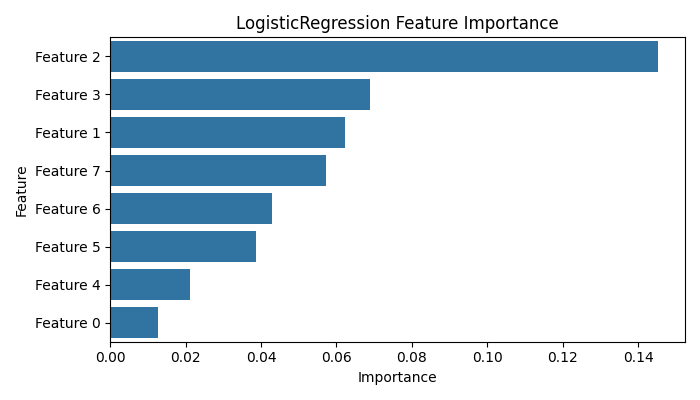 LogisticRegression Feature Importance
Feature 2
Feature 3
Feature 1
Feature 7
Feature 6
Feature 5
Feature 4
Feature 0
Feature
0.00 0.02 0.04 0.06 0.08 0.10 0.12 0.14
Importance